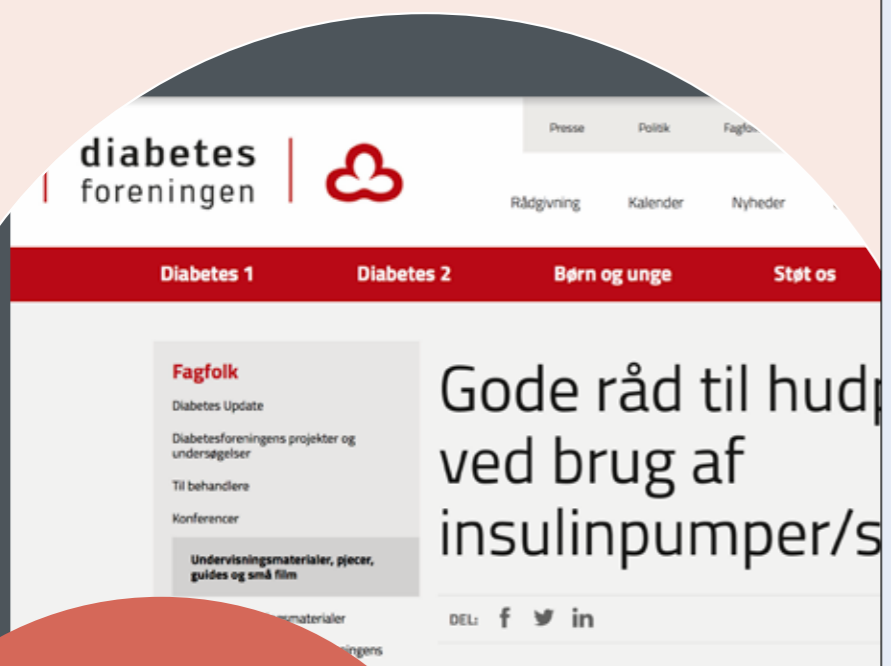 diabetes
foreningen
Presse Politik
Rådgivning Kalender Nyheder
Diabetes 1 Diabetes 2 Børn og unge Støt os
Fagfolk
Diabetes Update
Diabetesforeningens projekter og
undersøgelser
Til behandlere
Konferencer
Undervisningsmaterialer, pjecer,
guides og små film
Gode råd til
ved brug af
insulinpumper/s
DEL: